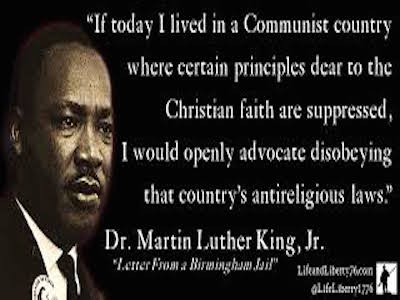 “If today I lived in a Communist country
where certain principles dear to the
Christian faith are suppressed,
I would openly advocate disobeying
that country’s antireligious laws.”
Dr. Martin Luther King, Jr.
“Letter From a Birmingham Jail”
LifeandLiberty76.com
@LifeLiberty1776